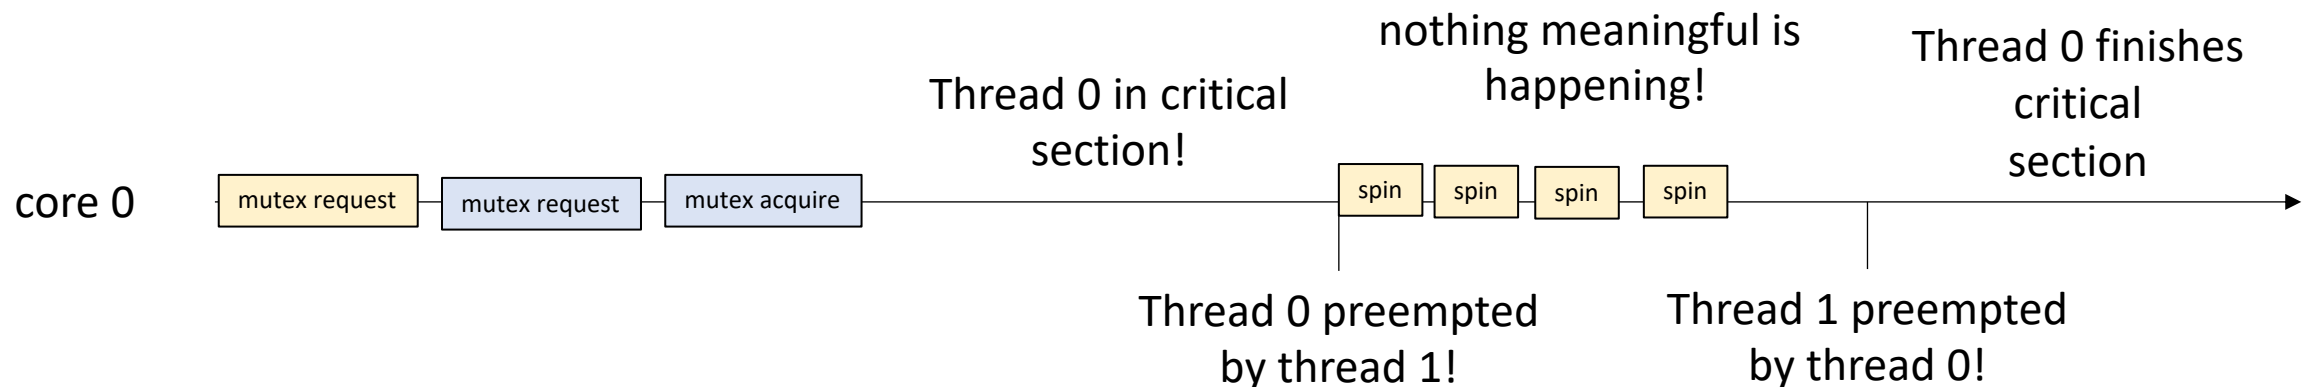 nothing meaningful is
happening!
Thread 0 finishes
critical
section
Thread 0 in critical
section!
core 0
mutex request
mutex request
mutex acquire
spin
spin
spin
spin
Thread 0 preempted
by thread 1!
Thread 1 preempted
by thread 0!